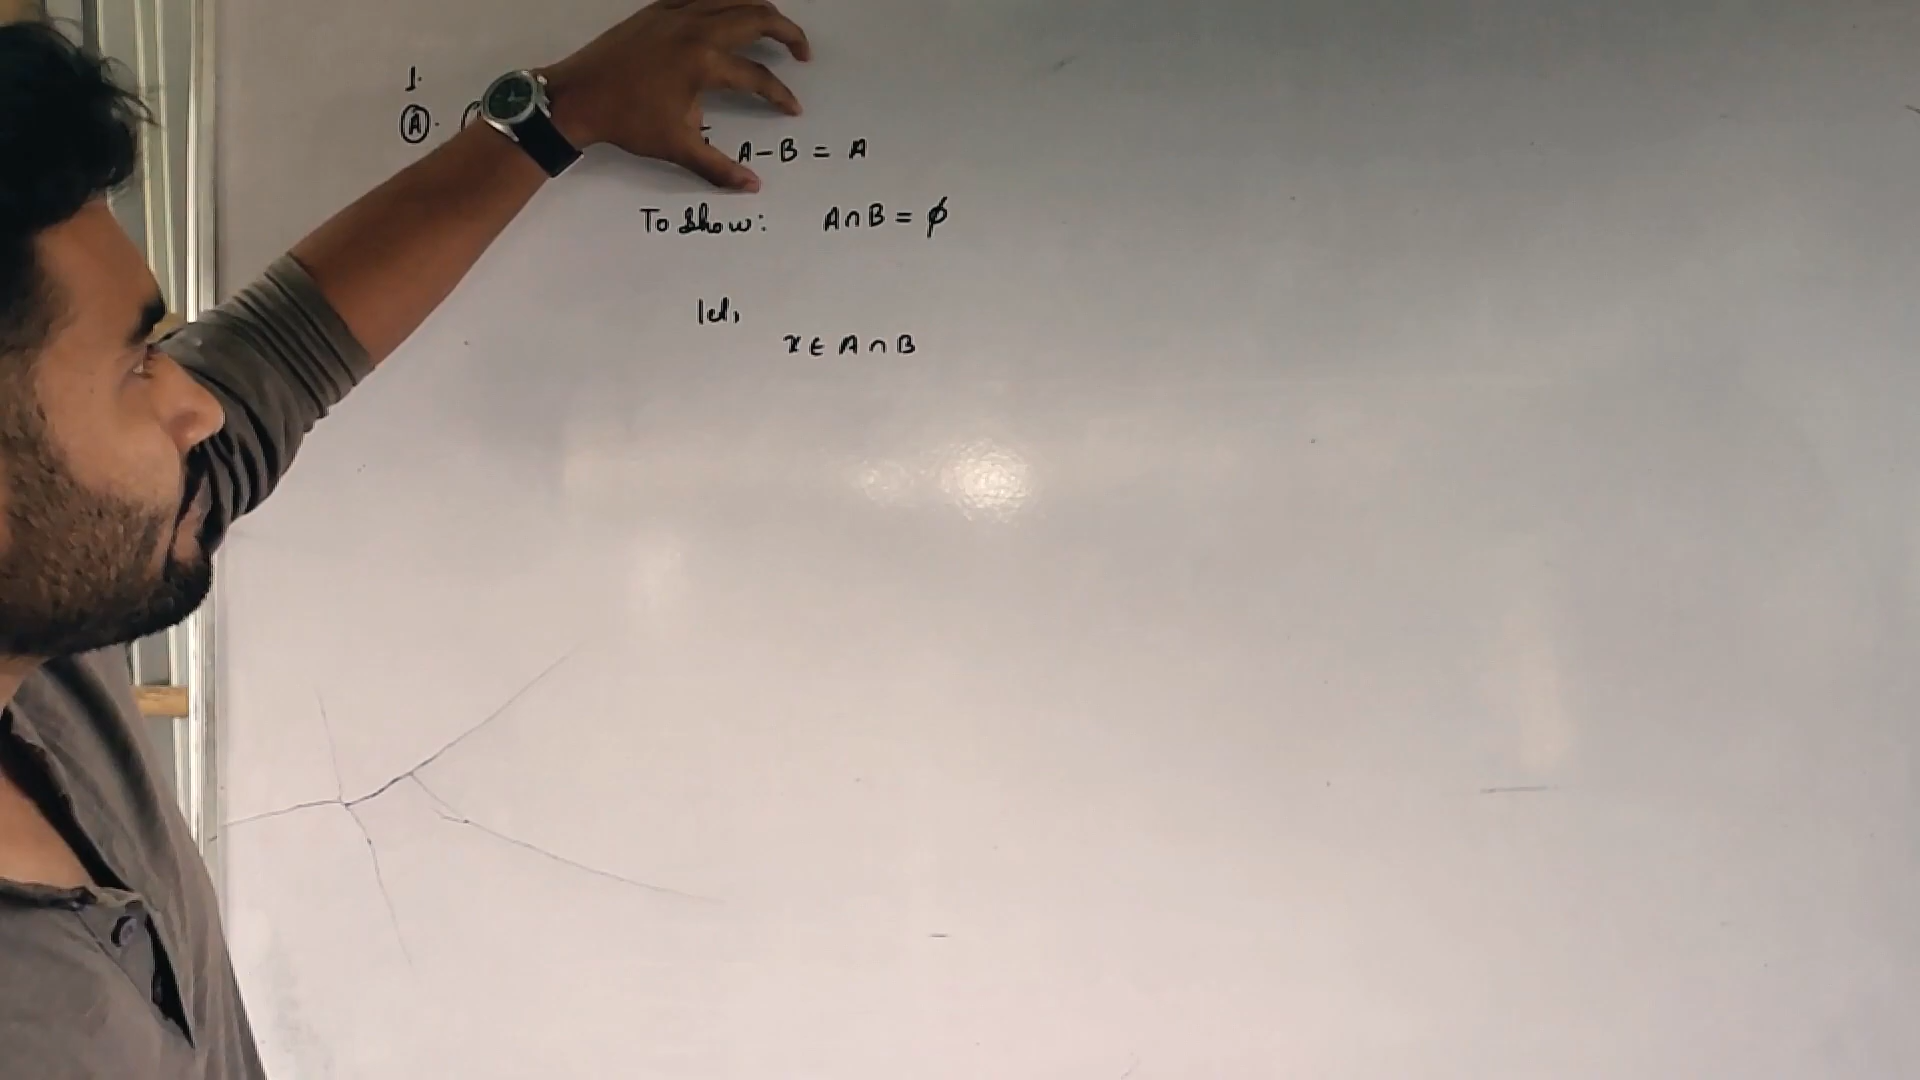 1.
Ⓐ.
A - B = A
To Show: A ∩ B = ϕ
let,
x ∈ A ∩ B